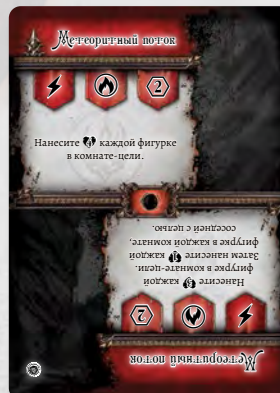 Метеоритный поток
2
Нанесите каждой фигурке
в комнате-цели.
Метеоритный поток
2
Нанесите каждой
фигурке в комнате-цели.
Затем нанесите каждой
фигурке в каждой комнате,
соседней с целью.